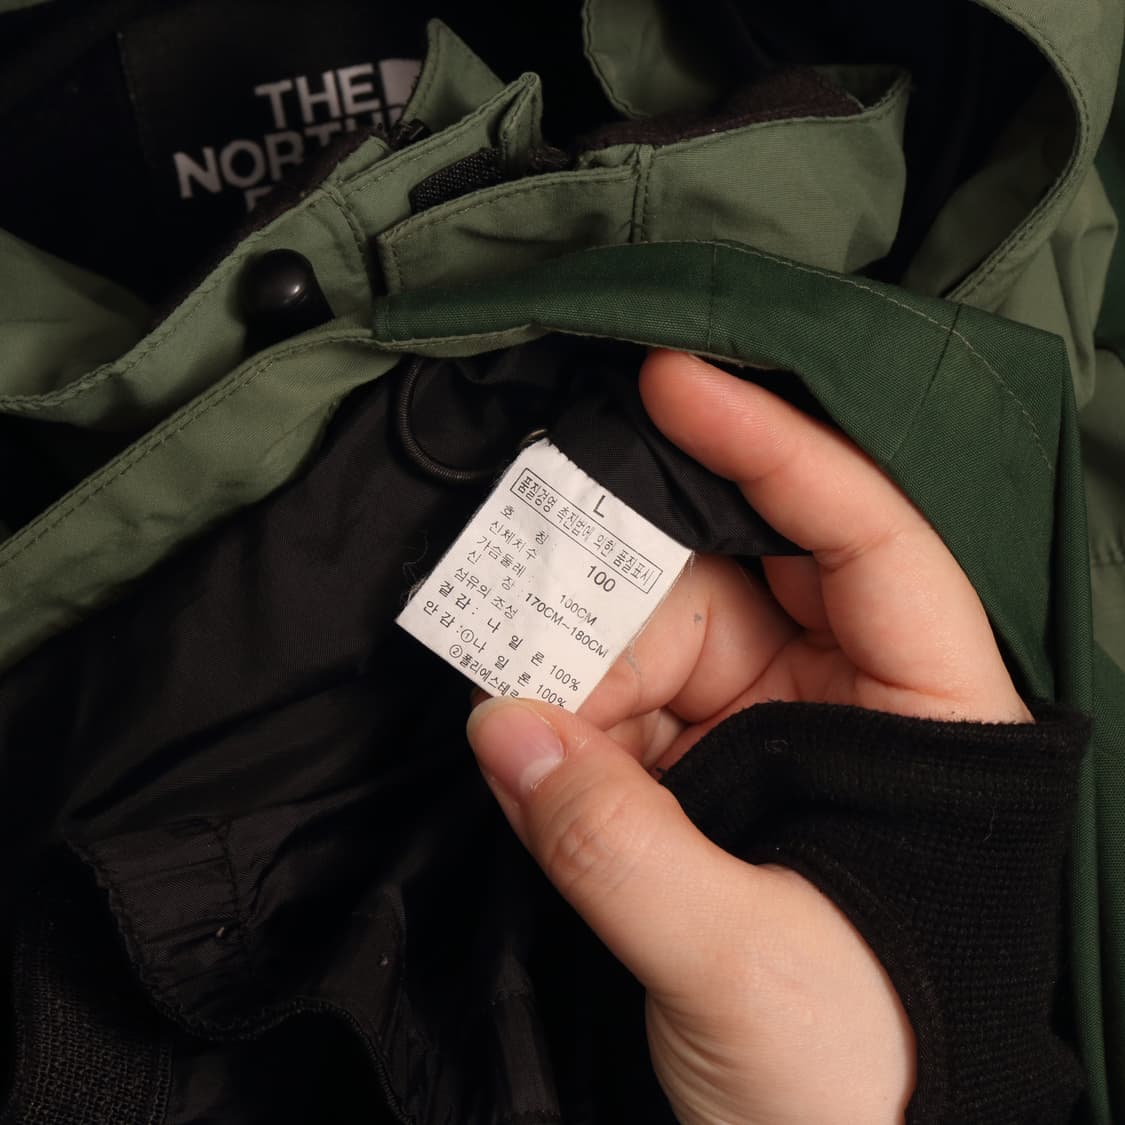 THE
NORTH
L
품질경영 촉진법에 의한 품질표시
호 칭 : 100
신체치수
가슴둘레 : 100CM
신 장 : 170CM~180CM
섬유의 조성
겉감 : 나 일 론 100%
안감 : ①나 일 론 100%
②폴리에스테르